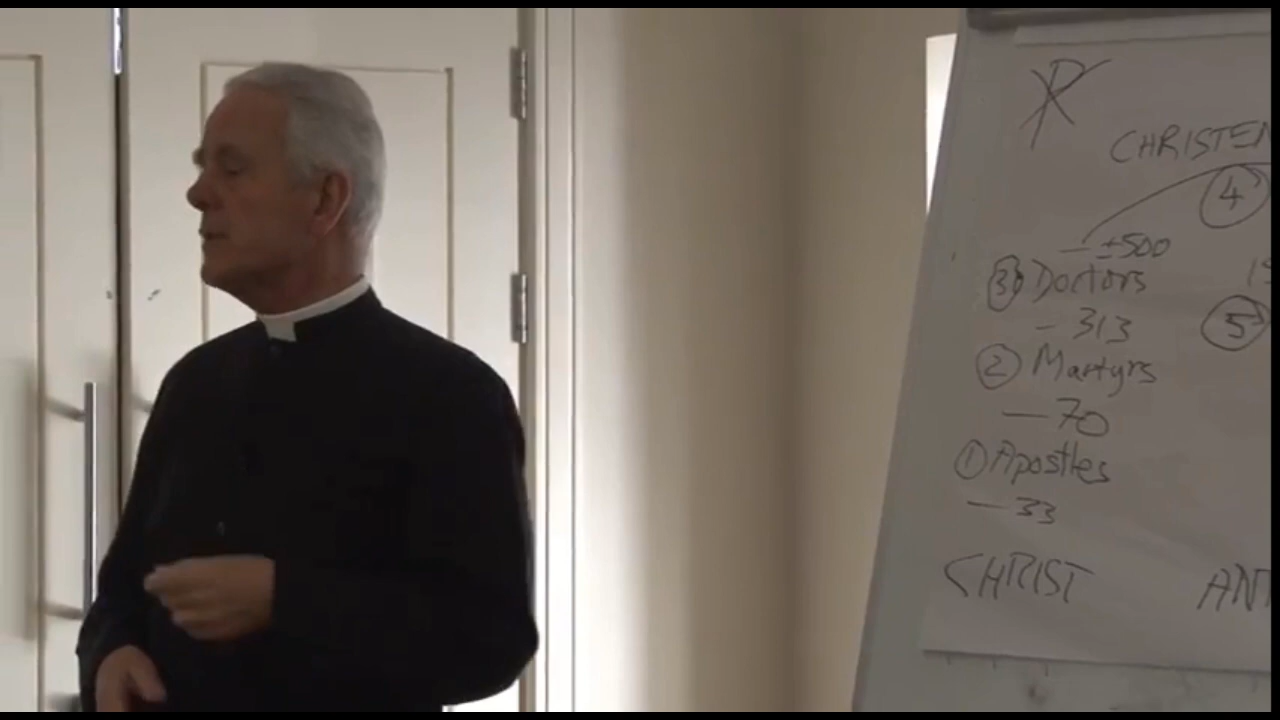 CHRISTEN
4
— ±500
3 Doctors
5
— 313
2 Martyrs
— 70
1 Apostles
— 33
CHRIST ANT